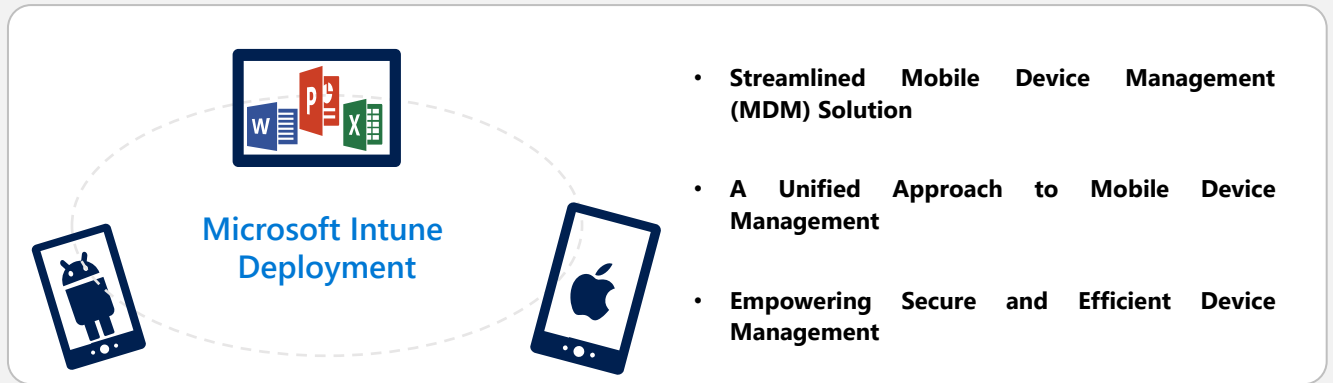 W
P
X
Microsoft Intune
Deployment
• Streamlined Mobile Device Management
(MDM) Solution
• A Unified Approach to Mobile Device
Management
• Empowering Secure and Efficient Device
Management